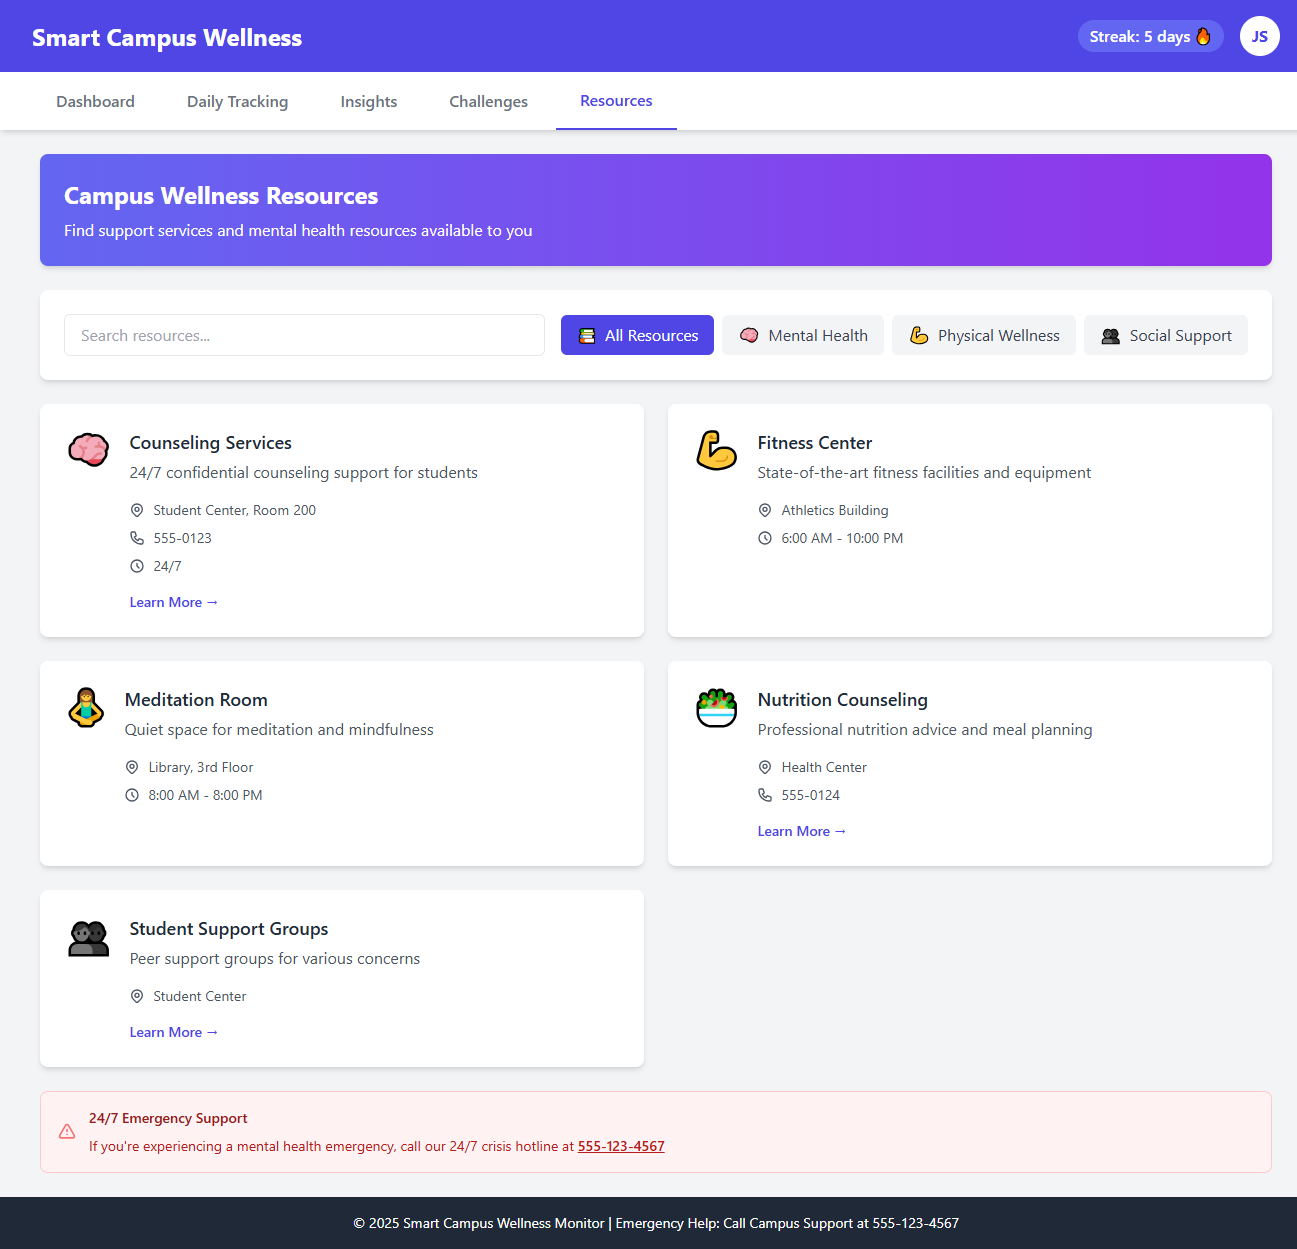 Smart Campus Wellness
Streak: 5 days 🔥
JS
Dashboard
Daily Tracking
Insights
Challenges
Resources
Campus Wellness Resources
Find support services and mental health resources available to you
Search resources...
All Resources
Mental Health
Physical Wellness
Social Support
Counseling Services
24/7 confidential counseling support for students
Student Center, Room 200
555-0123
24/7
Learn More →
Fitness Center
State-of-the-art fitness facilities and equipment
Athletics Building
6:00 AM - 10:00 PM
Meditation Room
Quiet space for meditation and mindfulness
Library, 3rd Floor
8:00 AM - 8:00 PM
Nutrition Counseling
Professional nutrition advice and meal planning
Health Center
555-0124
Learn More →
Student Support Groups
Peer support groups for various concerns
Student Center
Learn More →
24/7 Emergency Support
If you're experiencing a mental health emergency, call our 24/7 crisis hotline at 555-123-4567
© 2025 Smart Campus Wellness Monitor | Emergency Help: Call Campus Support at 555-123-4567